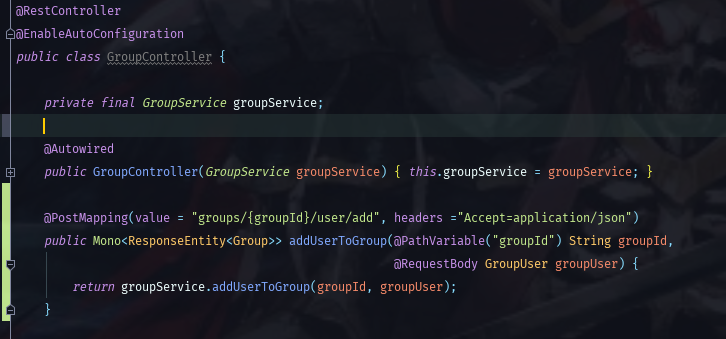 @RestController
@EnableAutoConfiguration
public class GroupController {
private final GroupService groupService;
@Autowired
public GroupController(GroupService groupService) { this.groupService = groupService; }
@PostMapping(value = "groups/{groupId}/user/add", headers ="Accept=application/json")
public Mono<ResponseEntity<Group>> addUserToGroup(@PathVariable("groupId") String groupId,
@RequestBody GroupUser groupUser) {
return groupService.addUserToGroup(groupId, groupUser);
}